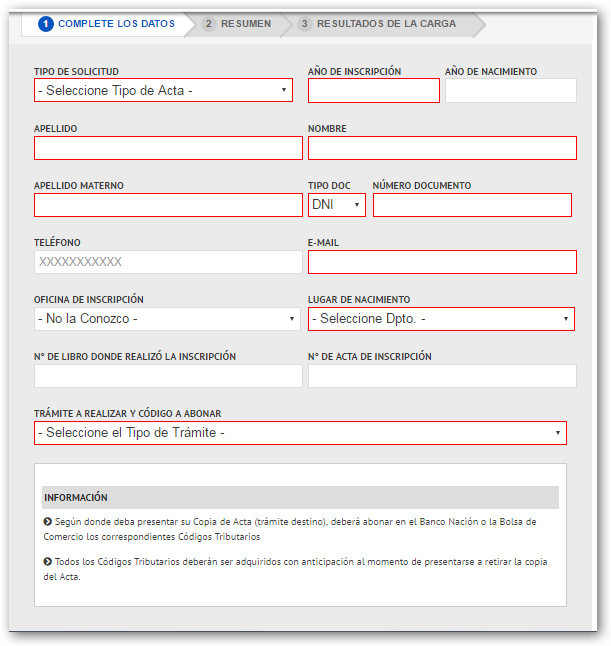 1 COMPLETE LOS DATOS 2 RESUMEN 3 RESULTADOS DE LA CARGA
TIPO DE SOLICITUD AÑO DE INSCRIPCIÓN AÑO DE NACIMIENTO
- Seleccione Tipo de Acta -
APELLIDO NOMBRE
APELLIDO MATERNO TIPO DOC NÚMERO DOCUMENTO
DNI
TELÉFONO E-MAIL
XXXXXXXXXXX
OFICINA DE INSCRIPCIÓN LUGAR DE NACIMIENTO
- No la Conozco - - Seleccione Dpto. -
Nº DE LIBRO DONDE REALIZÓ LA INSCRIPCIÓN Nº DE ACTA DE INSCRIPCIÓN
TRÁMITE A REALIZAR Y CÓDIGO A ABONAR
- Seleccione el Tipo de Trámite -
INFORMACIÓN
Según donde deba presentar su Copia de Acta (trámite destino), deberá abonar en el Banco Nación o la Bolsa de
Comercio los correspondientes Códigos Tributarios
Todos los Códigos Tributarios deberán ser adquiridos con anticipación al momento de presentarse a retirar la copia
del Acta.